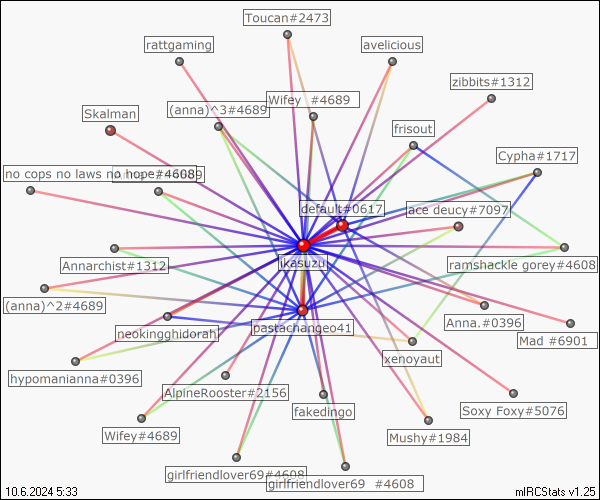 Toucan#2473
rattgaming
avelicious
zibbits#1312
Wifey #4689
Skalman
(anna)^3#4689
frisout
Cypha#1717
no cops no laws no hope#4608
default#0617
ace deucy#7097
ikasuzu
Annarchist#1312
ramshackle gorey#4608
(anna)^2#4689
neokingghidorah
pastachangeo41
Anna.#0396
Mad #6901
xenoyaut
hypomanianna#0396
AlpineRooster#2156
fakedingo
Soxy Foxy#5076
Wifey#4689
Mushy#1984
girlfriendlover69#4608
girlfriendlover69 #4608
10.6.2024 5:33
mIRCStats v1.25